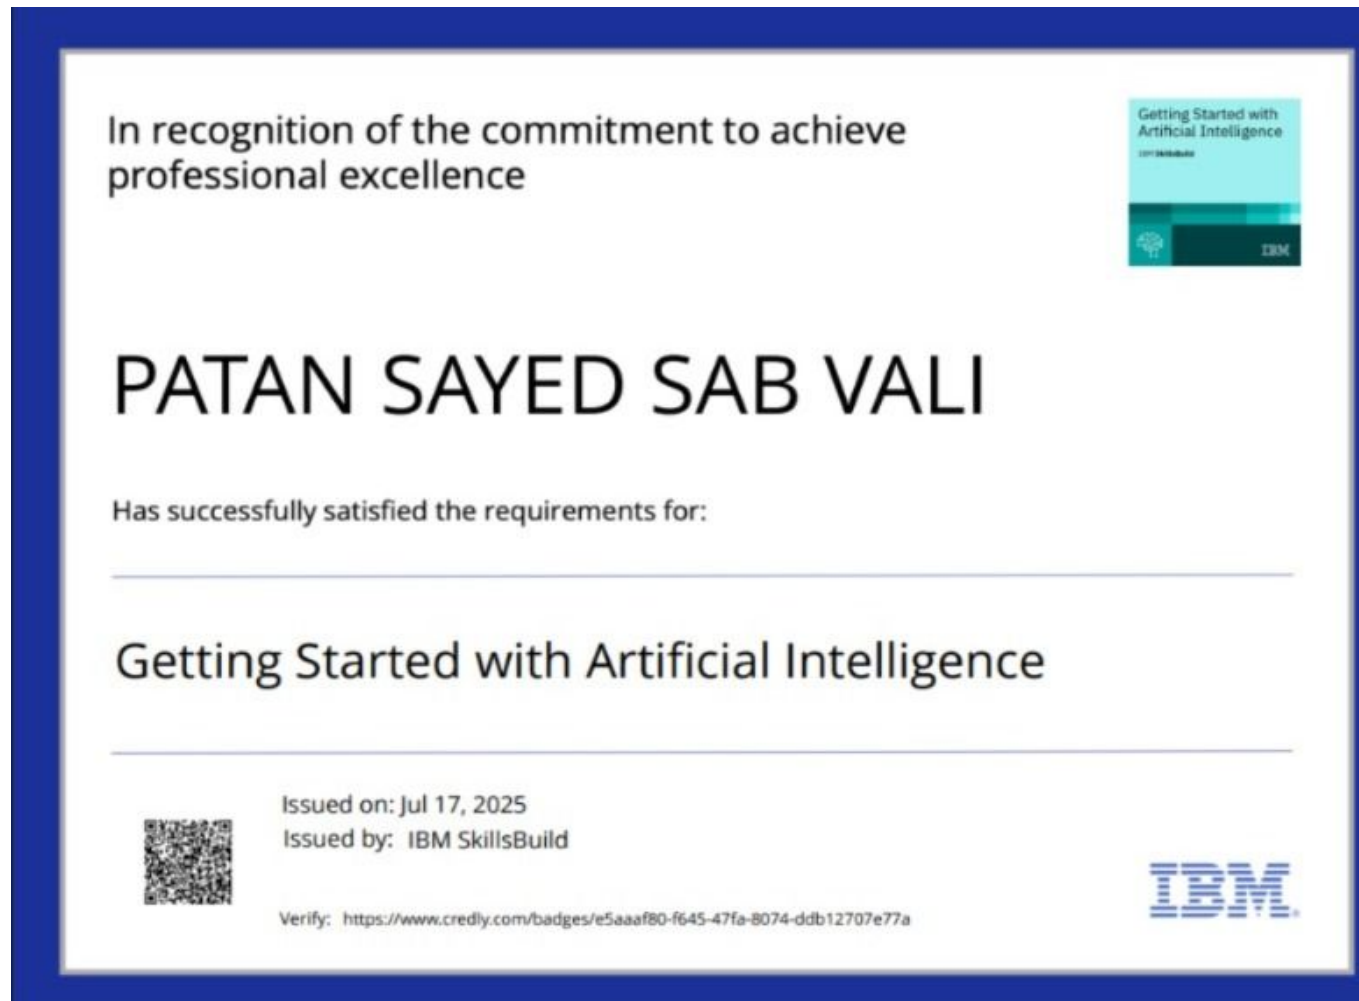 In recognition of the commitment to achieve
professional excellence
Getting Started with
Artificial Intelligence
IBM SkillsBuild
IBM
PATAN SAYED SAB VALI
Has successfully satisfied the requirements for:
Getting Started with Artificial Intelligence
Issued on: Jul 17, 2025
Issued by: IBM SkillsBuild
Verify: https://www.credly.com/badges/e5aaaf80-f645-47fa-8074-ddb12707e77a
IBM